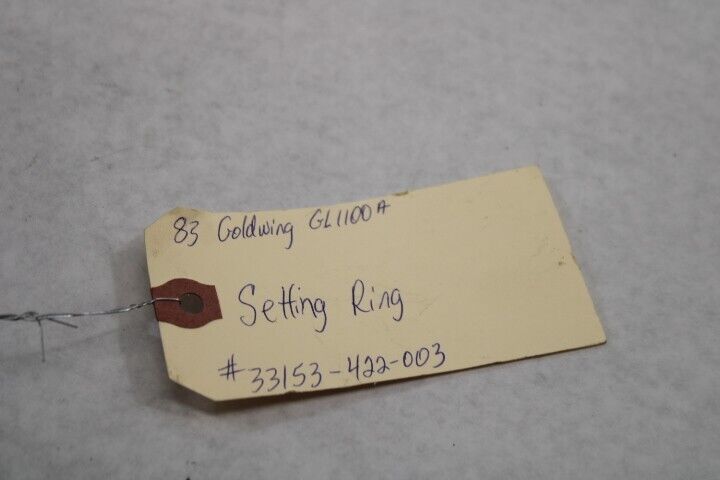 83 Goldwing GL1100A
Setting Ring
# 33153-422-003